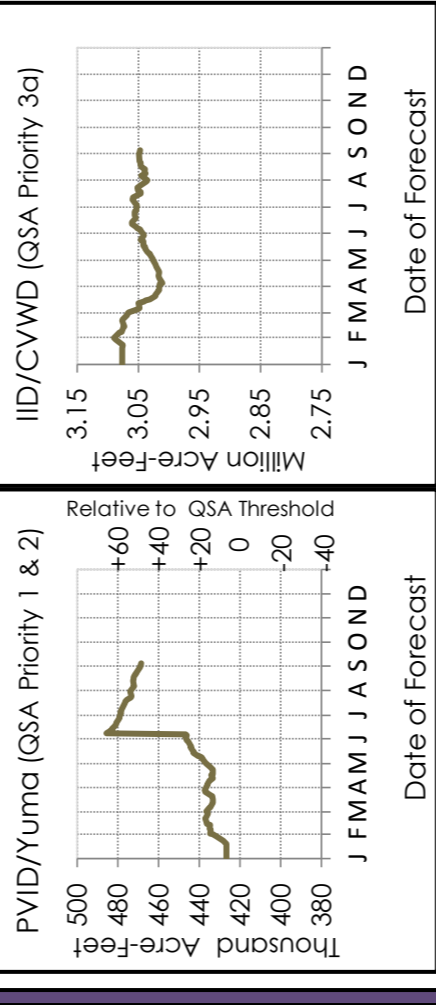 PVID/Yuma (QSA Priority 1 & 2)
Thousand Acre-Feet
500
480
460
440
420
400
380
Relative to QSA Threshold
+60
+40
+20
0
-20
-40
J F M A M J J A S O N D
Date of Forecast
IID/CVWD (QSA Priority 3a)
Million Acre-Feet
3.15
3.05
2.95
2.85
2.75
J F M A M J J A S O N D
Date of Forecast